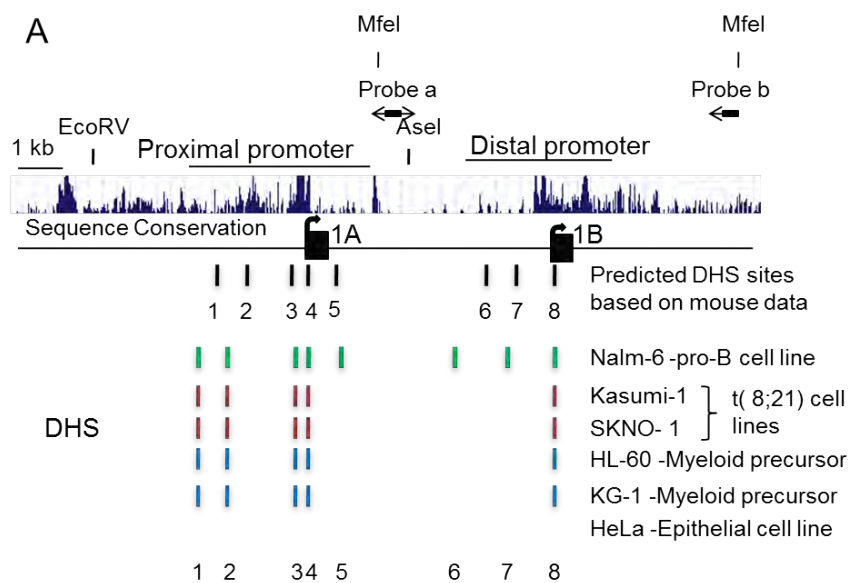 A
MfeI MfeI
Probe a Probe b
EcoRV AseI
1 kb Proximal promoter Distal promoter
Sequence Conservation 1A 1B
Predicted DHS sites
based on mouse data
1 2 3 4 5 6 7 8
Nalm-6 -pro-B cell line
Kasumi-1
SKNO- 1
t( 8;21) cell
lines
DHS
HL-60 -Myeloid precursor
KG-1 -Myeloid precursor
HeLa -Epithelial cell line
1 2 3 4 5 6 7 8